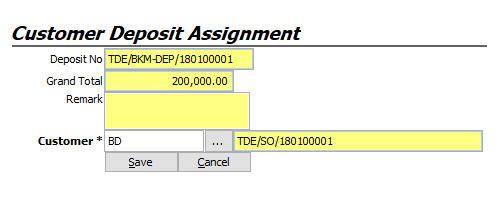 Customer Deposit Assignment
Deposit No TDE/BKM-DEP/180100001
Grand Total 200,000.00
Remark
Customer * BD ... TDE/SO/180100001
Save Cancel